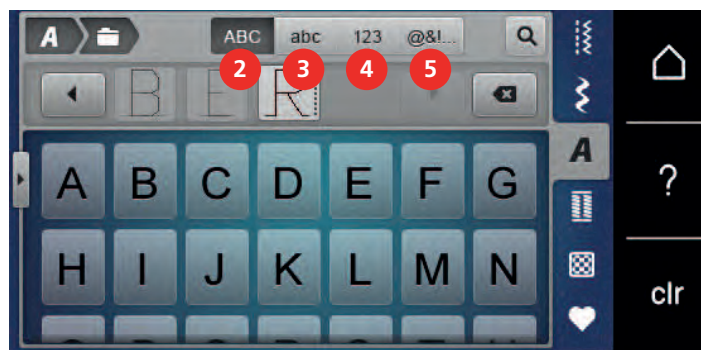 A ABC abc 123 @&!...
2 3 4 5
B E R
A
A B C D E F G
?
H I J K L M N
clr